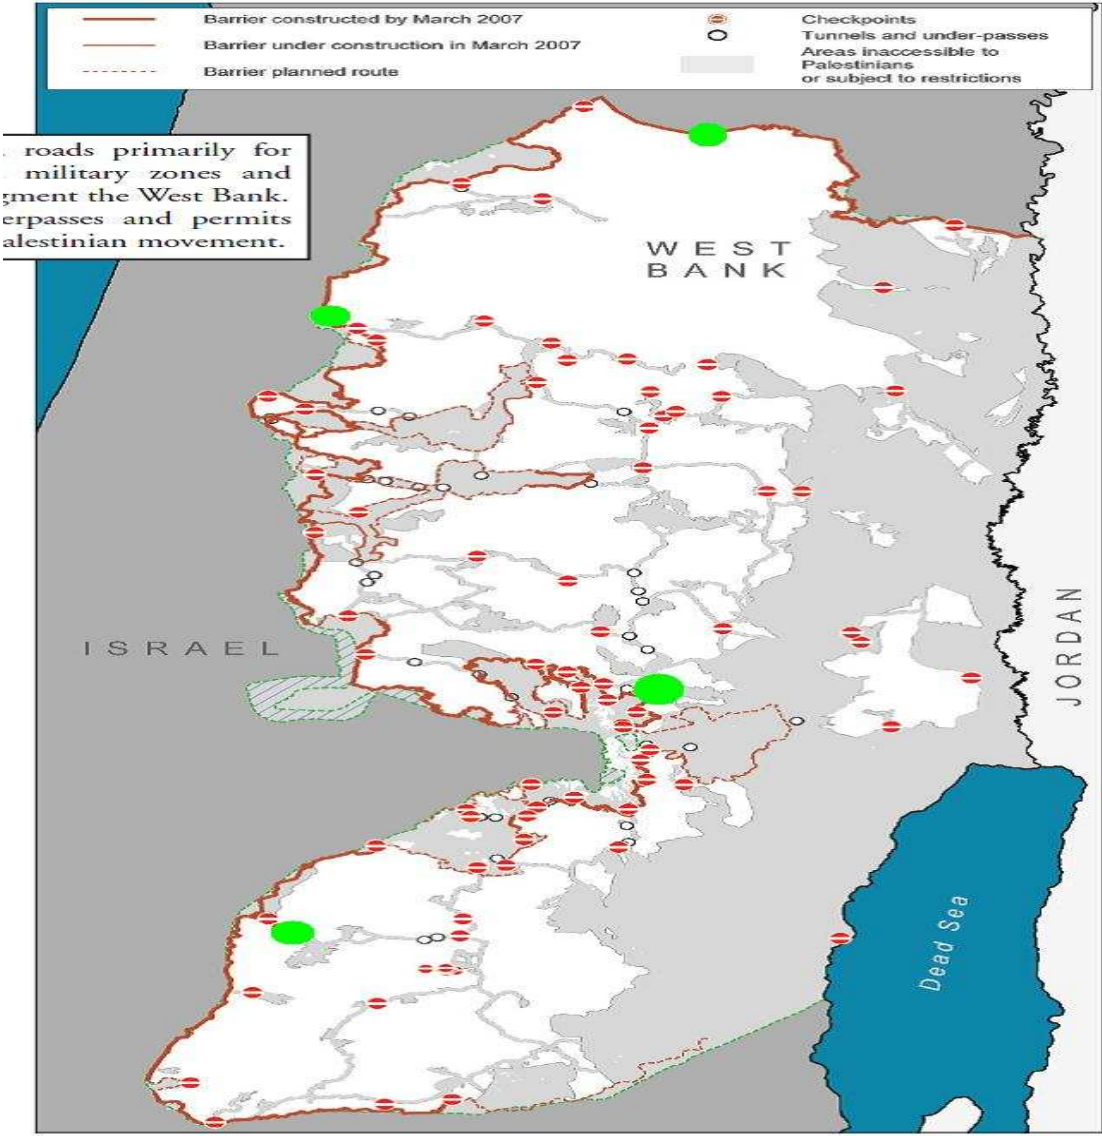 Barrier constructed by March 2007
Barrier under construction in March 2007
Barrier planned route
Checkpoints
Tunnels and under-passes
Areas inaccessible to
Palestinians
or subject to restrictions
roads primarily for
military zones and
gment the West Bank.
erpasses and permits
alestinian movement.
WEST
BANK
ISRAEL
JORDAN
Dead Sea